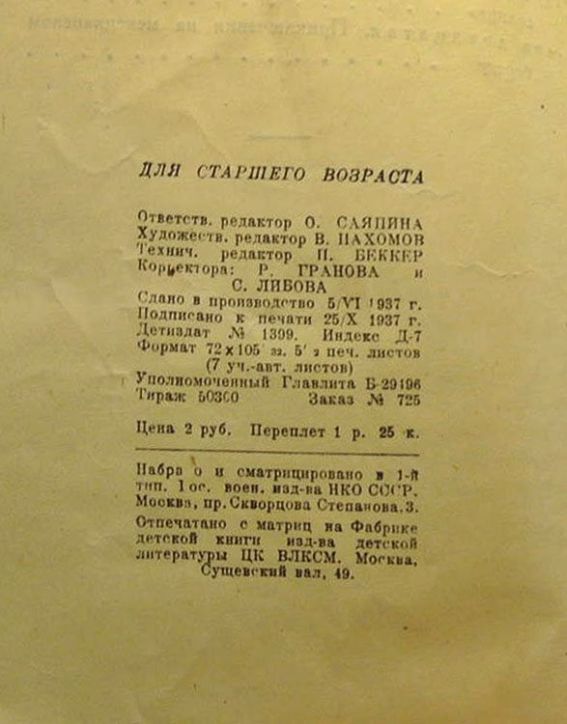 ДЛЯ СТАРШЕГО ВОЗРАСТА
Ответств. редактор О. САЯПИНА
Художеств. редактор В. ПАХОМОВ
Технич. редактор П. БЕККЕР
Корректора: Р. ГРАНОВА и
С. ЛИБОВА
Сдано в производство 5/VI 1937 г.
Подписано к печати 25/X 1937 г.
Детиздат № 1399. Индекс Д-7
Формат 72×105 печ. листов
(7 уч.-авт. листов)
Уполномоченный Главлита Б-29496
Тираж 50300 Заказ № 725
Цена 2 руб. Переплет 1 р. 25 к.
Набра о и сматрицировано в 1-й
тип. Гос. воен. изд-ва НКО СССР.
Москва, пр. Скворцова Степанова, 3.
Отпечатано с матриц на Фабрике
детской книги изд-ва детской
литературы ЦК ВЛКСМ. Москва,
Сущевский вал, 49.